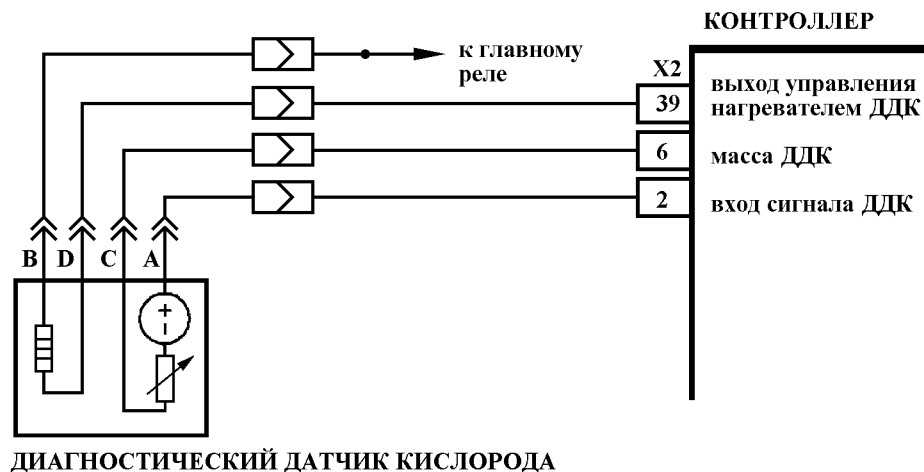 КОНТРОЛЛЕР
к главному
реле
X2
39
выход управления
нагревателем ДДК
6
масса ДДК
2
вход сигнала ДДК
B D C A
+
−
ДИАГНОСТИЧЕСКИЙ ДАТЧИК КИСЛОРОДА